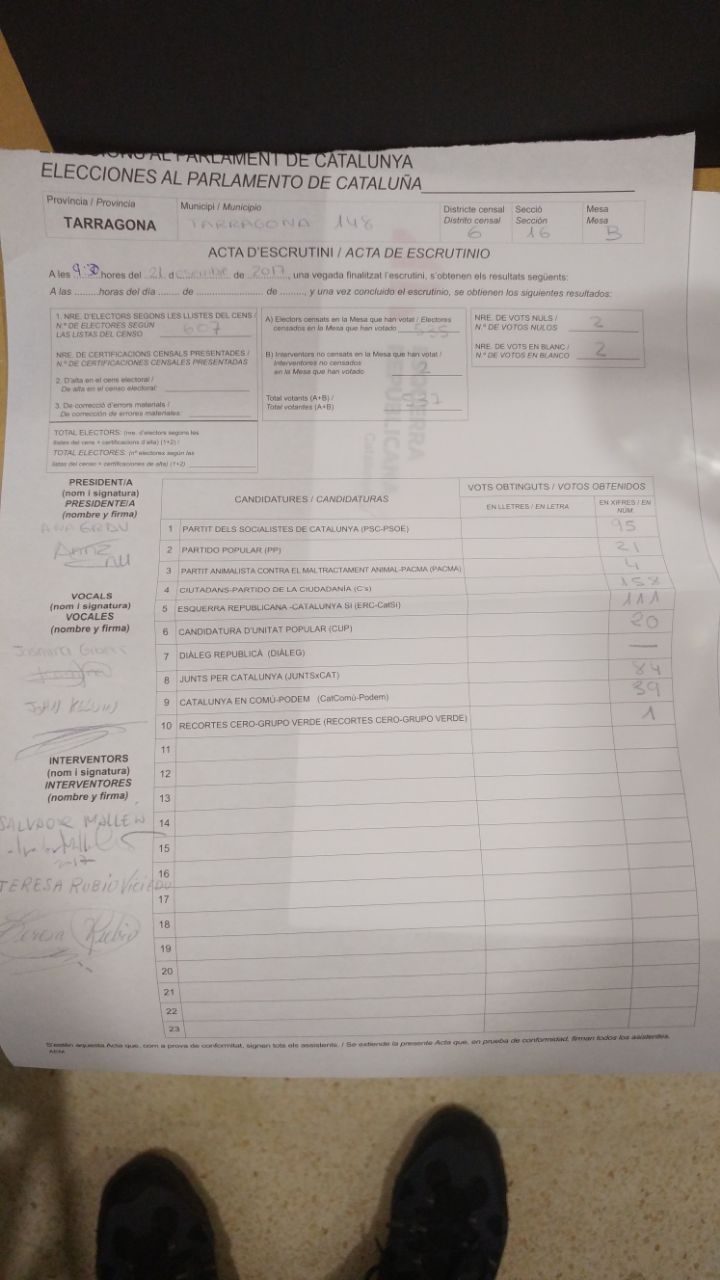 ELECCIONS AL PARLAMENT DE CATALUNYA
ELECCIONES AL PARLAMENTO DE CATALUÑA
Província / Provincia
TARRAGONA
Municipi / Municipio
TARRAGONA 148
Districte censal
Distrito censal
6
Secció
Sección
16
Mesa
Mesa
B
ACTA D'ESCRUTINI / ACTA DE ESCRUTINIO
A les 9:30 hores del 21 d desembre de 2017, una vegada finalitzat l'escrutini, s'obtenen els resultats següents:
A las .........horas del día ....... de ........................ de ........, y una vez concluido el escrutinio, se obtienen los siguientes resultados:
1. NRE. D'ELECTORS SEGONS LES LLISTES DEL CENS /
N.º DE ELECTORES SEGÚN
LAS LISTAS DEL CENSO 607
NRE. DE CERTIFICACIONS CENSALS PRESENTADES /
N.º DE CERTIFICACIONES CENSALES PRESENTADAS
2. D'alta en el cens electoral /
De alta en el censo electoral:
3. De correcció d'errors materials /
De corrección de errores materiales:
TOTAL ELECTORS: (nre. d'electors segons les
llistes del cens + certificacions d'alta) (1+2) /
TOTAL ELECTORES: (nº electores según las
listas del censo + certificaciones de alta) (1+2)
A) Electors censats en la Mesa que han votat / Electores
censados en la Mesa que han votado 535
B) Interventors no censats en la Mesa que han votat /
Interventores no censados
en la Mesa que han votado 2
Total votants (A+B) /
Total votantes (A+B) 537
NRE. DE VOTS NULS /
N.º DE VOTOS NULOS 2
NRE. DE VOTS EN BLANC /
N.º DE VOTOS EN BLANCO 2
PRESIDENT/A
(nom i signatura)
PRESIDENTE/A
(nombre y firma)
VOCALS
(nom i signatura)
VOCALES
(nombre y firma)
INTERVENTORS
(nom i signatura)
INTERVENTORES
(nombre y firma)
SALVADOR MALLEN
2017
TERESA RUBIO
Teresa Rubio
CANDIDATURES / CANDIDATURAS
VOTS OBTINGUTS / VOTOS OBTENIDOS
EN LLETRES / EN LETRA
EN XIFRES / EN NUM.
1 PARTIT DELS SOCIALISTES DE CATALUNYA (PSC-PSOE) 95
2 PARTIDO POPULAR (PP) 21
3 PARTIT ANIMALISTA CONTRA EL MALTRACTAMENT ANIMAL-PACMA (PACMA) 4
4 CIUTADANS-PARTIDO DE LA CIUDADANÍA (C's) 158
5 ESQUERRA REPUBLICANA -CATALUNYA SÍ (ERC-CatSí) 111
6 CANDIDATURA D'UNITAT POPULAR (CUP) 20
7 DIÀLEG REPUBLICÀ (DIÀLEG) —
8 JUNTS PER CATALUNYA (JUNTSxCAT) 84
9 CATALUNYA EN COMÚ-PODEM (CatComú-Podem) 39
10 RECORTES CERO-GRUPO VERDE (RECORTES CERO-GRUPO VERDE) 1
11
12
13
14
15
16
17
18
19
20
21
22
23
S'estén aquesta Acta que, com a prova de conformitat, signen tots els assistents. / Se extiende la presente Acta que, en prueba de conformidad, firman todos los asistentes.